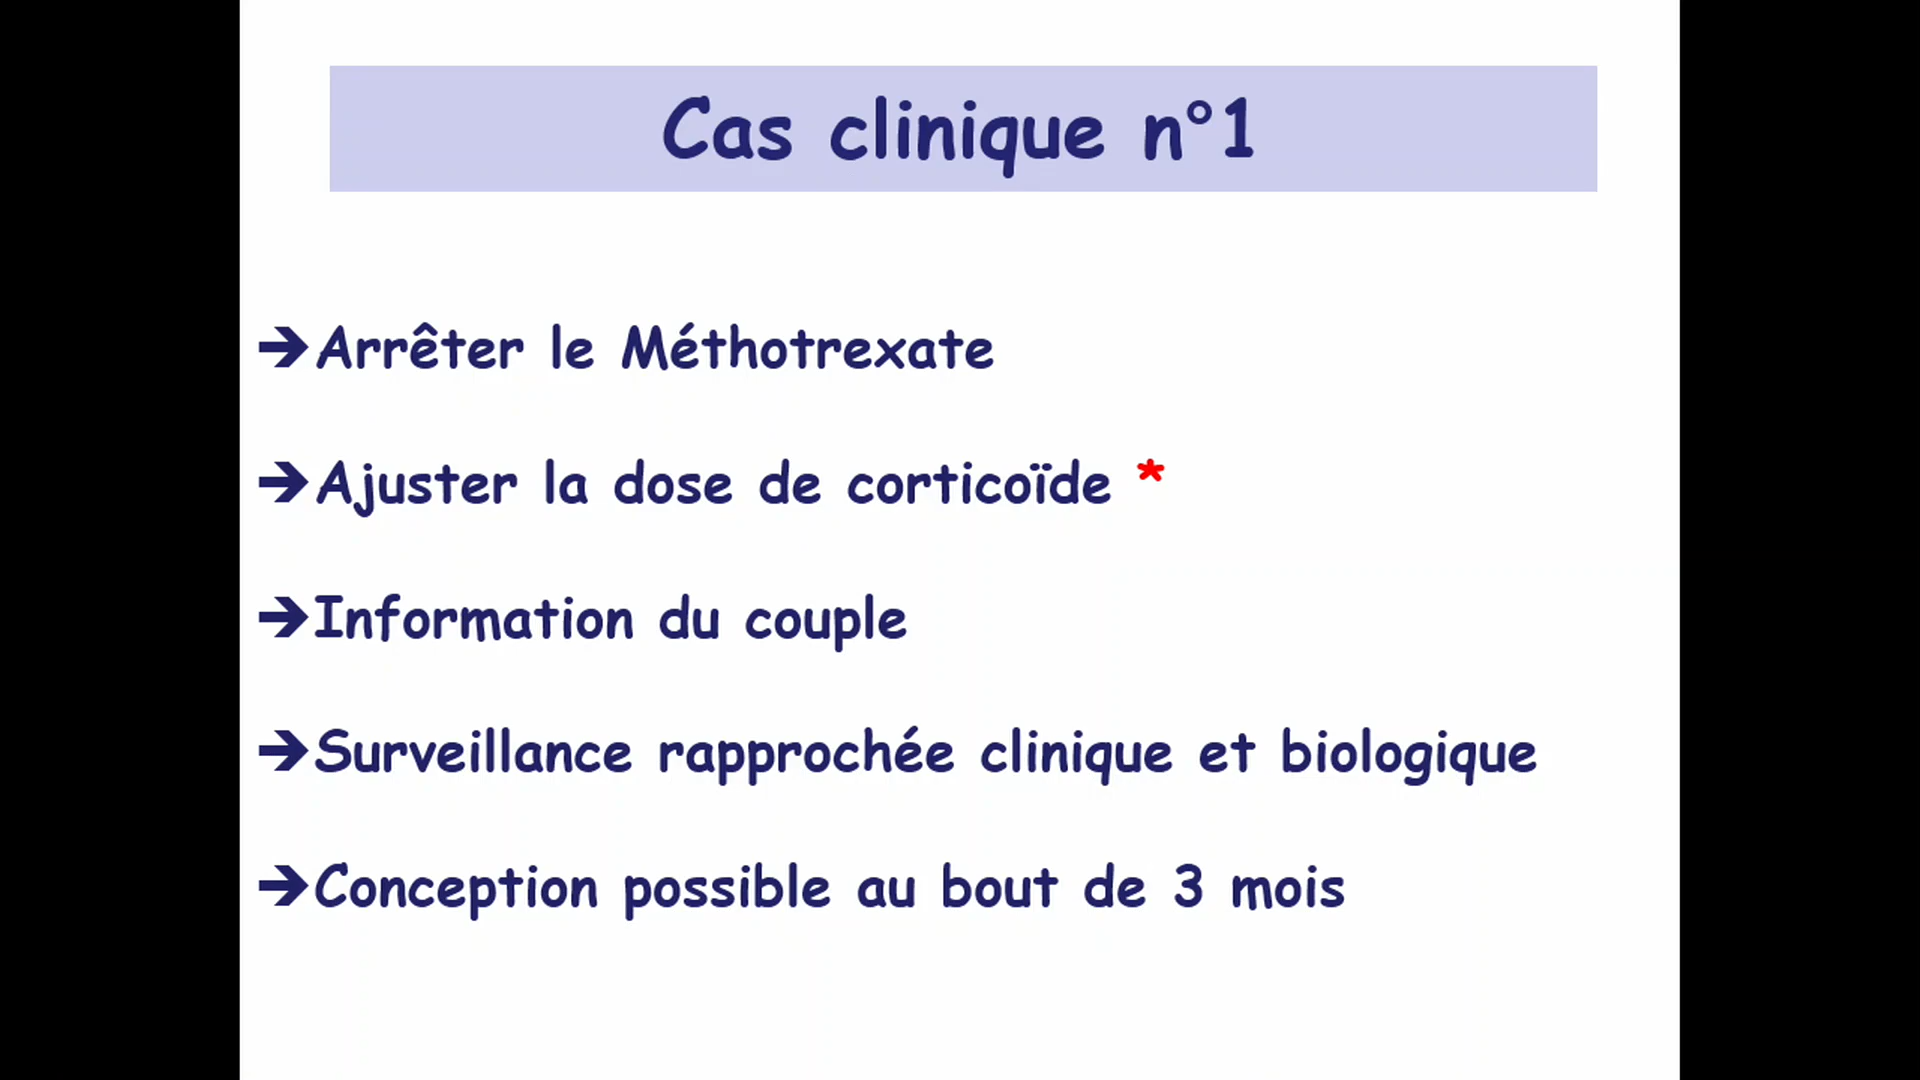 Cas clinique n°1
➔Arrêter le Méthotrexate
➔Ajuster la dose de corticoïde *
➔Information du couple
➔Surveillance rapprochée clinique et biologique
➔Conception possible au bout de 3 mois